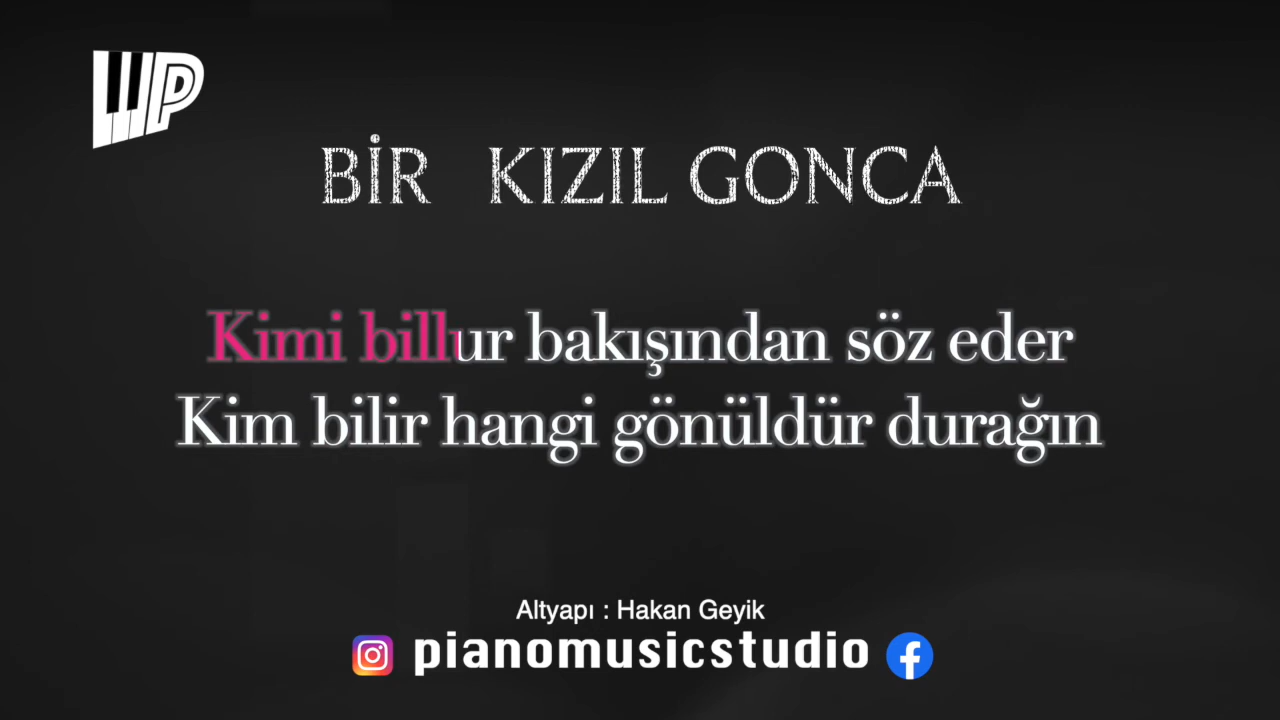 BİR KIZIL GONCA
Kimi billur bakışından söz eder
Kim bilir hangi gönüldür durağın
Altyapı : Hakan Geyik
pianomusicstudio